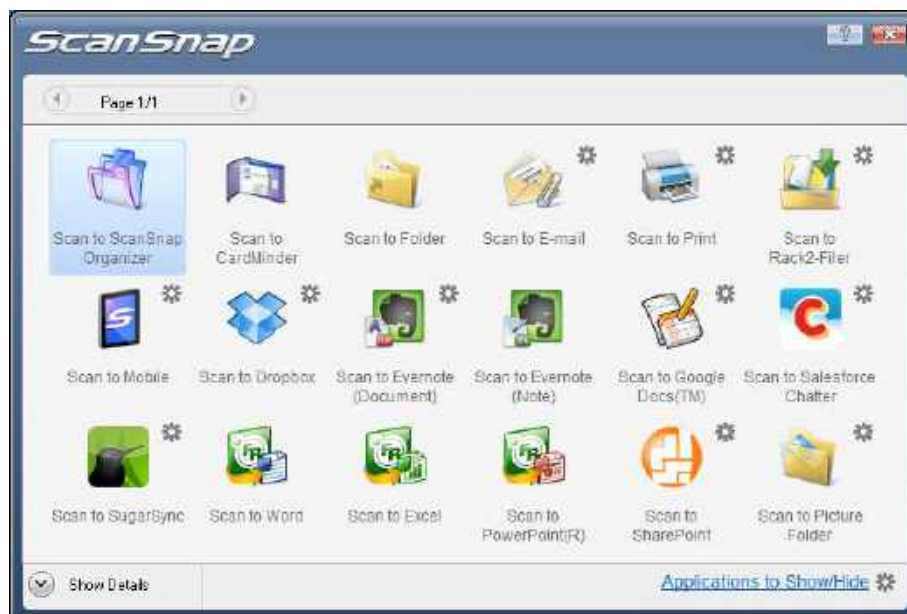 ScanSnap
Page 1/1
Scan to ScanSnap
Organizer
Scan to
CardMinder
Scan to Folder
Scan to E-mail
Scan to Print
Scan to
Rack2-Filer
Scan to Mobile
Scan to Dropbox
Scan to Evernote
(Document)
Scan to Evernote
(Note)
Scan to Google
Docs(TM)
Scan to Salesforce
Chatter
Scan to SugarSync
Scan to Word
Scan to Excel
Scan to
PowerPoint(R)
Scan to
SharePoint
Scan to Picture
Folder
Show Details
Applications to Show/Hide